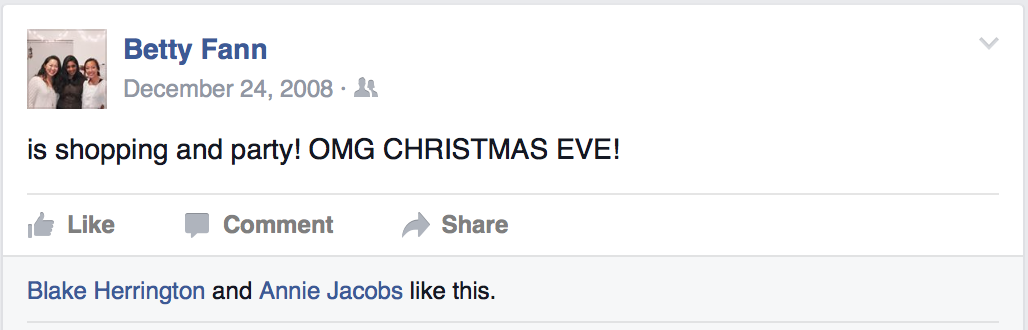 Betty Fann
December 24, 2008 ·
is shopping and party! OMG CHRISTMAS EVE!
Like Comment Share
Blake Herrington and Annie Jacobs like this.